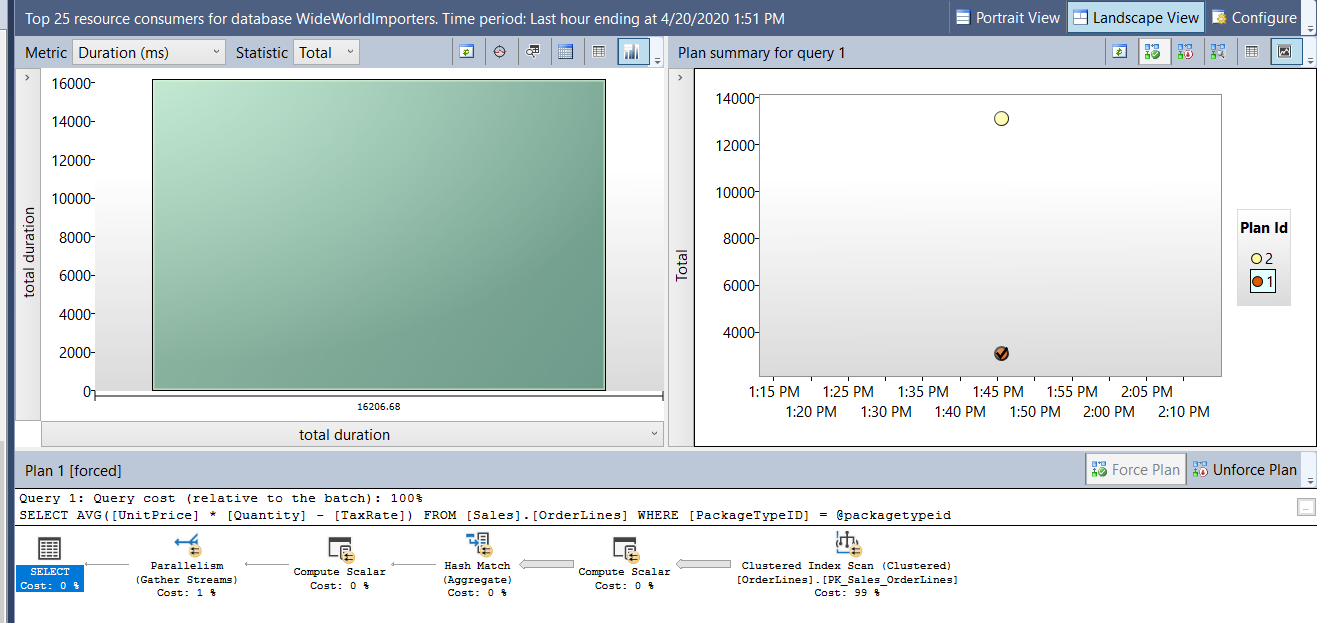 Top 25 resource consumers for database WideWorldImporters. Time period: Last hour ending at 4/20/2020 1:51 PM
Portrait View
Landscape View
Configure
Metric
Duration (ms)
Statistic
Total
Plan summary for query 1
total duration
16000
14000
12000
10000
8000
6000
4000
2000
0
16206.68
total duration
Total
14000
12000
10000
8000
6000
4000
1:15 PM 1:25 PM 1:35 PM 1:45 PM 1:55 PM 2:05 PM
1:20 PM 1:30 PM 1:40 PM 1:50 PM 2:00 PM 2:10 PM
Plan Id
2
1
Plan 1 [forced]
Force Plan
Unforce Plan
Query 1: Query cost (relative to the batch): 100%
SELECT AVG([UnitPrice] * [Quantity] - [TaxRate]) FROM [Sales].[OrderLines] WHERE [PackageTypeID] = @packagetypeid
...
SELECT
Cost: 0 %
Parallelism
(Gather Streams)
Cost: 1 %
Compute Scalar
Cost: 0 %
Hash Match
(Aggregate)
Cost: 0 %
Compute Scalar
Cost: 0 %
Clustered Index Scan (Clustered)
[OrderLines].[PK_Sales_OrderLines]
Cost: 99 %